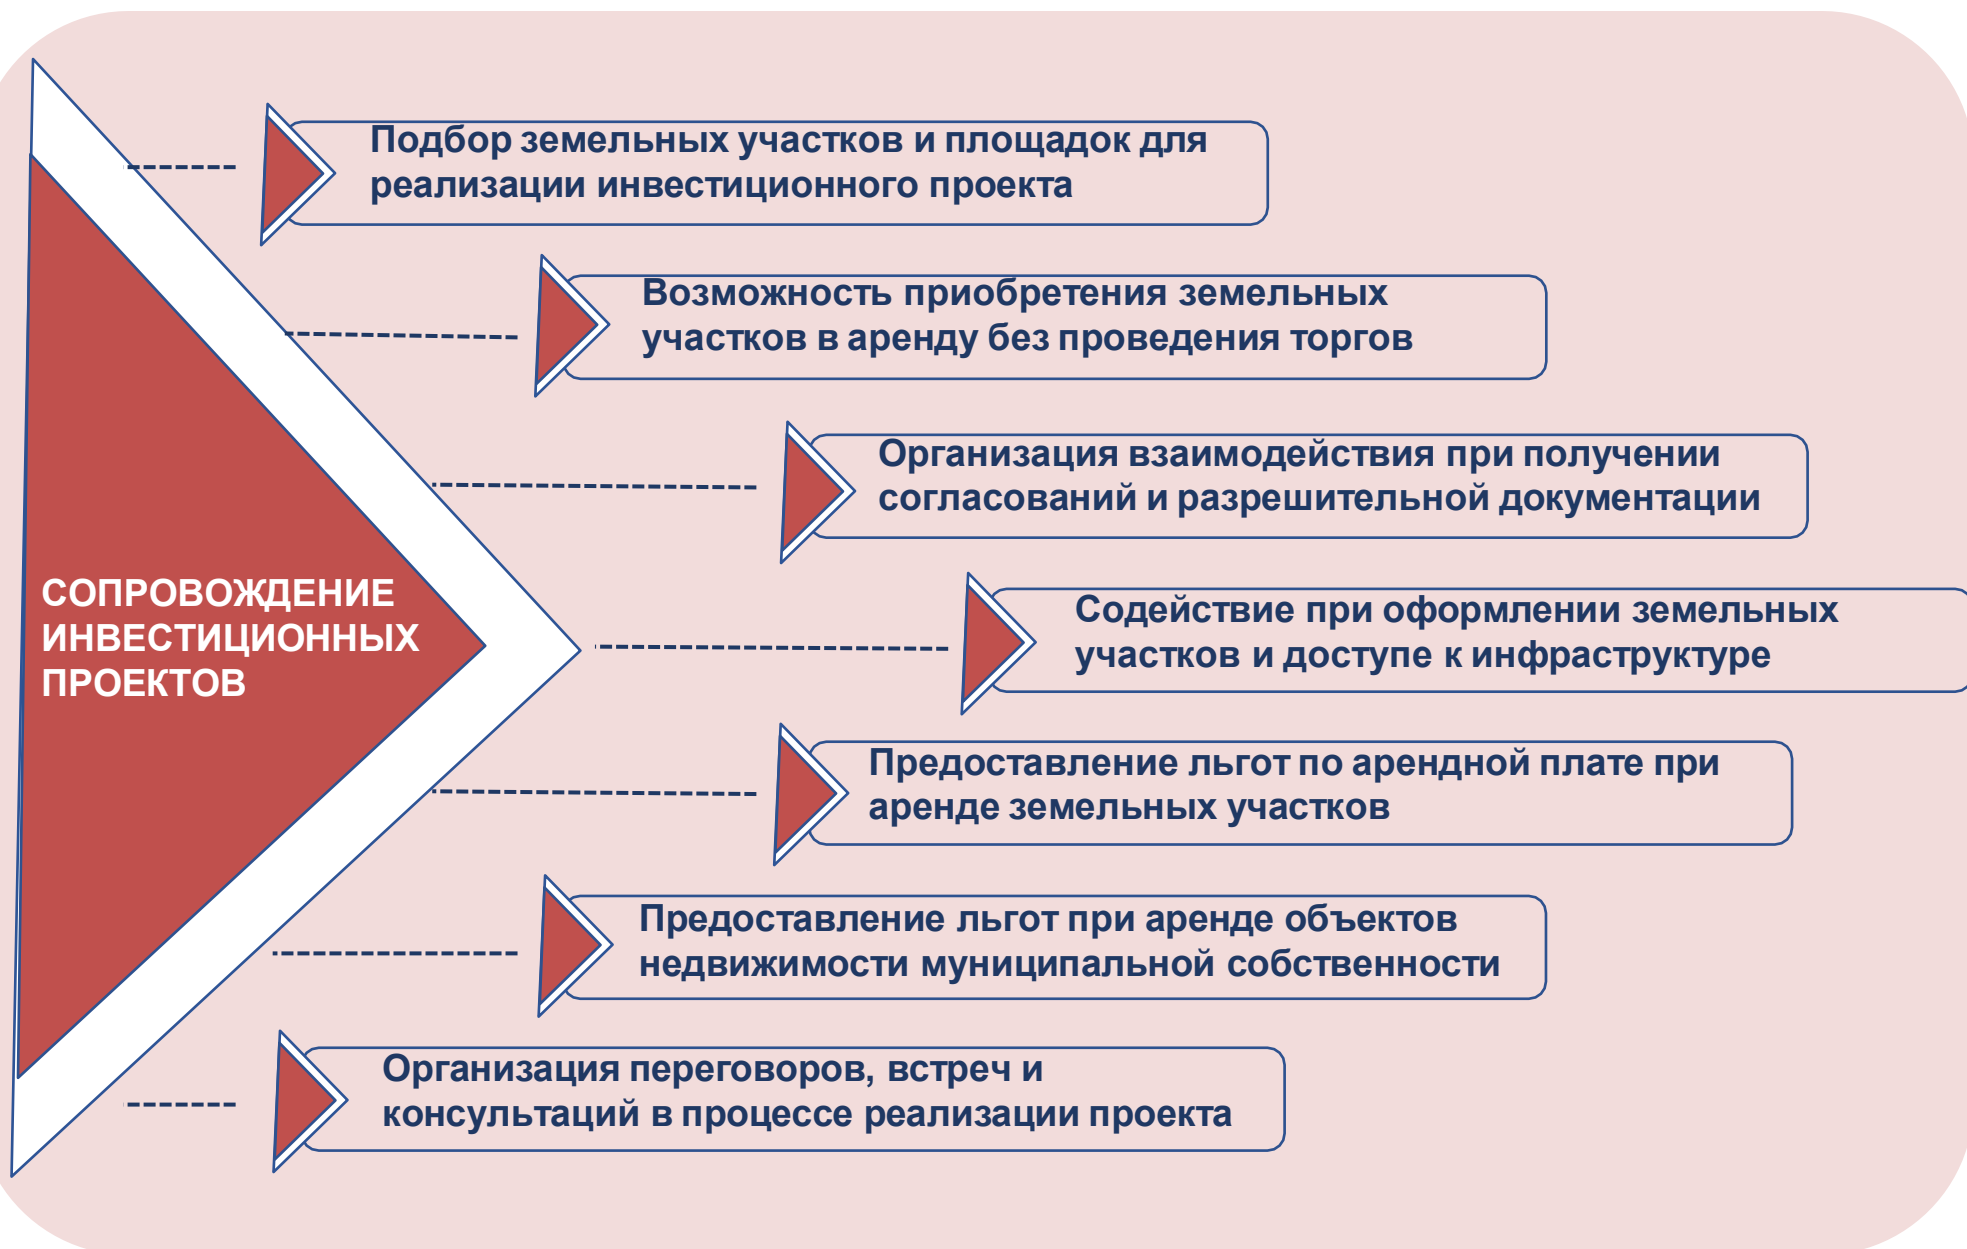 Подбор земельных участков и площадок для
реализации инвестиционного проекта
Возможность приобретения земельных
участков в аренду без проведения торгов
Организация взаимодействия при получении
согласований и разрешительной документации
СОПРОВОЖДЕНИЕ
ИНВЕСТИЦИОННЫХ
ПРОЕКТОВ
Содействие при оформлении земельных
участков и доступе к инфраструктуре
Предоставление льгот по арендной плате при
аренде земельных участков
Предоставление льгот при аренде объектов
недвижимости муниципальной собственности
Организация переговоров, встреч и
консультаций в процессе реализации проекта